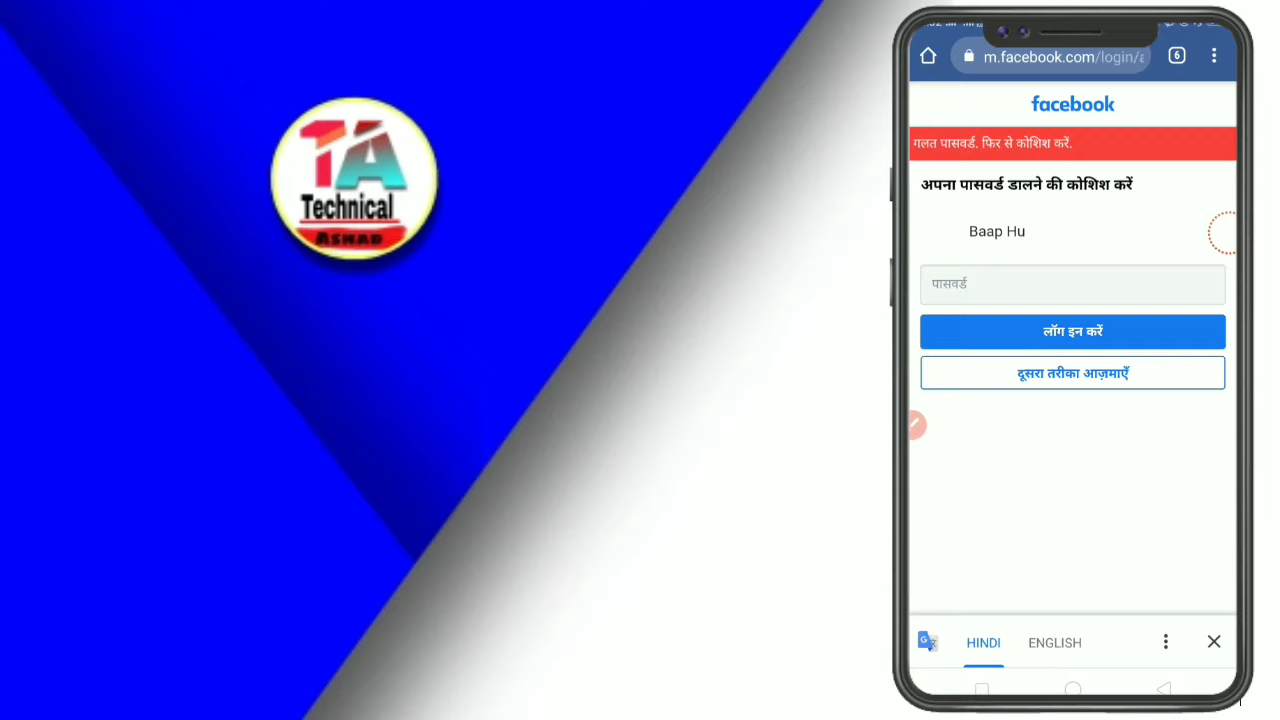 TA
Technical
ASHAD
m.facebook.com/login/
6
facebook
गलत पासवर्ड. फिर से कोशिश करें.
अपना पासवर्ड डालने की कोशिश करें
Baap Hu
पासवर्ड
लॉग इन करें
दूसरा तरीका आज़माएँ
HINDI ENGLISH